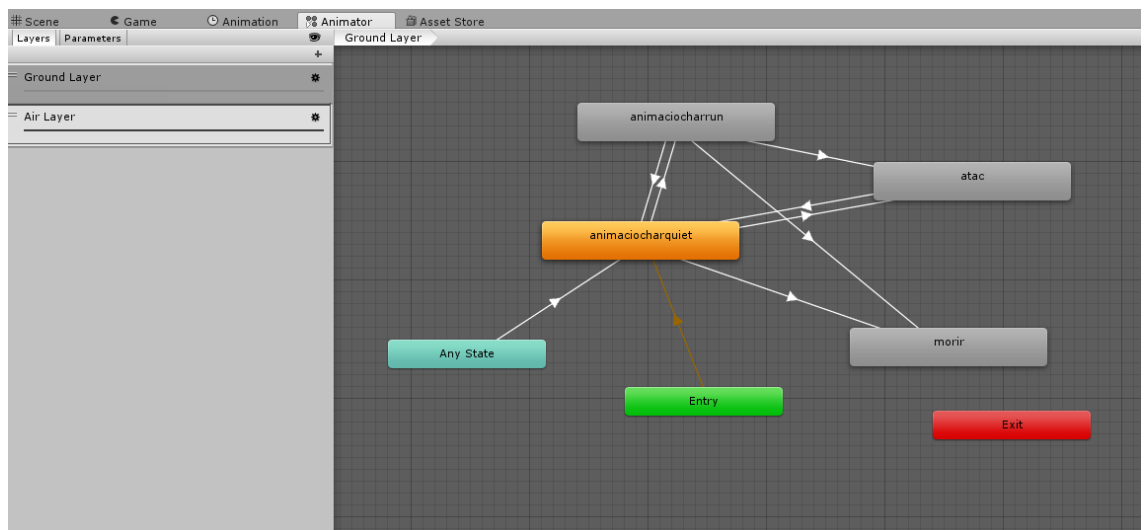 Scene
Game
Animation
Animator
Asset Store
Layers
Parameters
Ground Layer
Ground Layer
Air Layer
animaciocharrun
atac
animaciocharquiet
morir
Any State
Entry
Exit